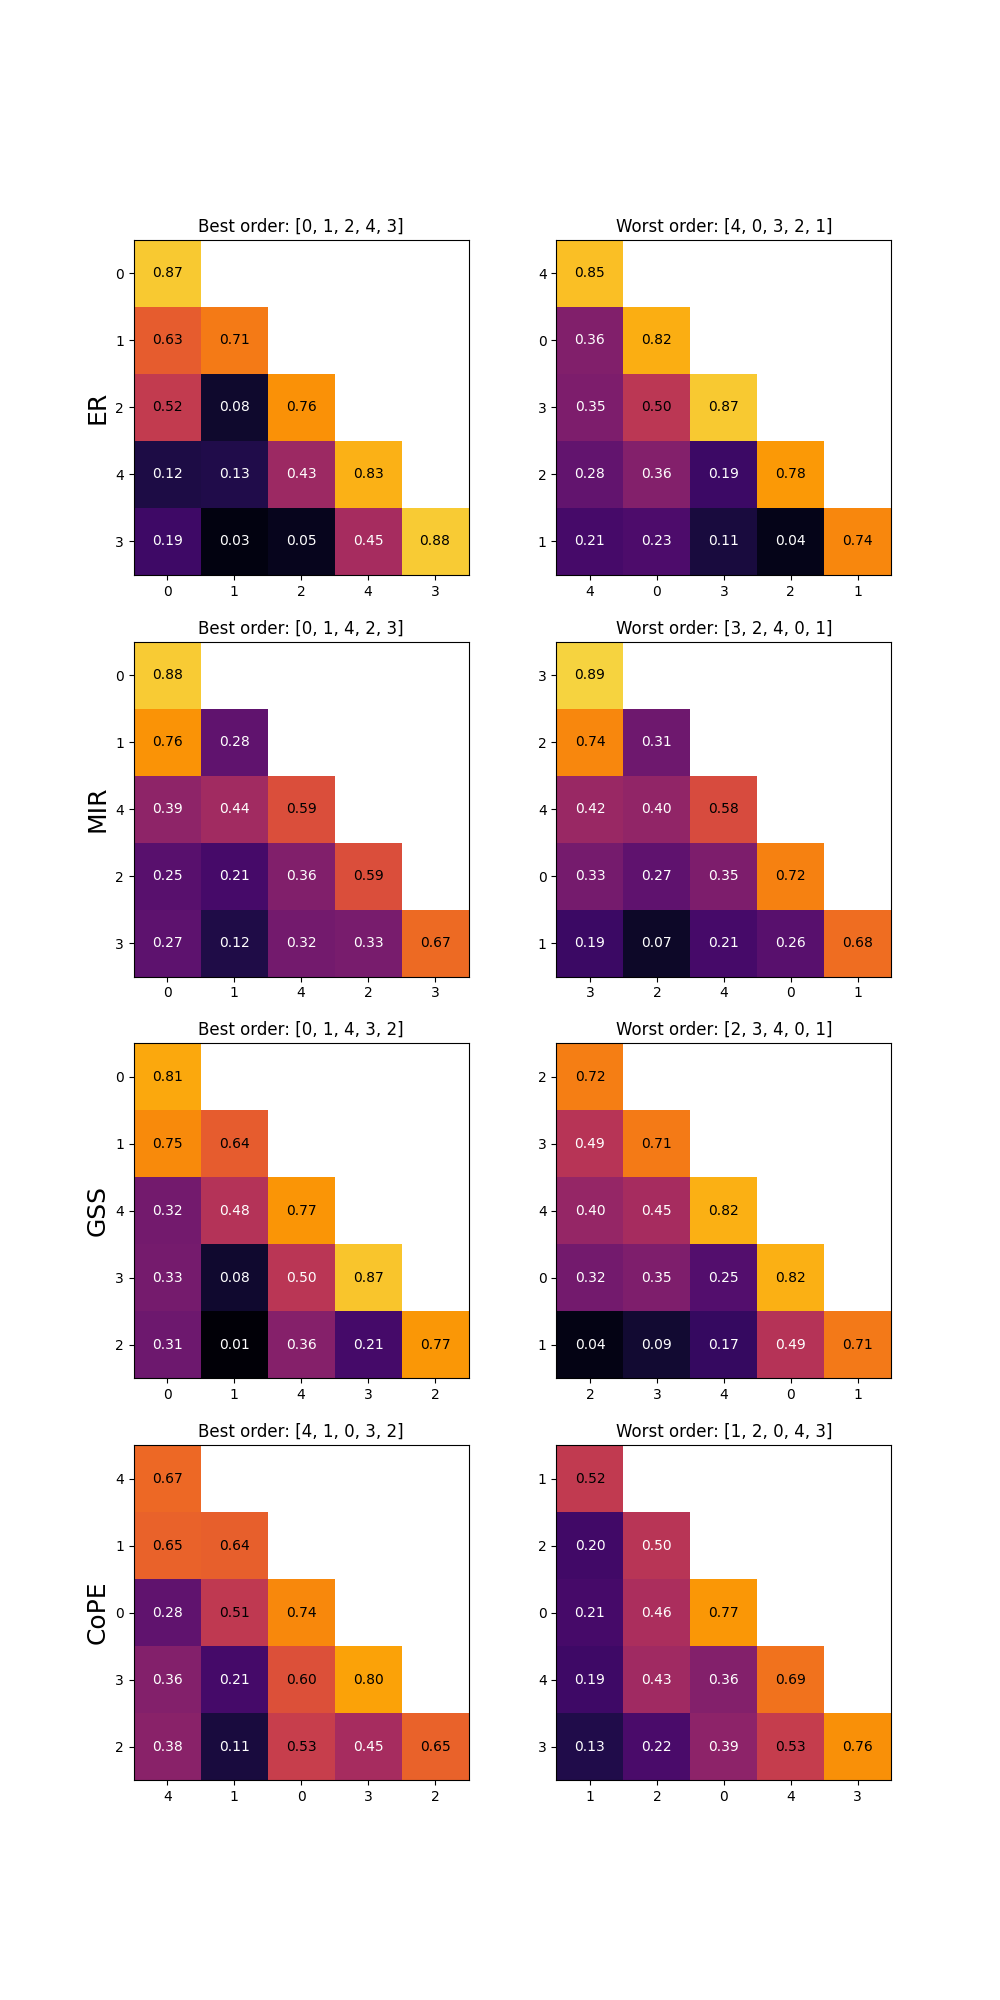 Best order: [0, 1, 2, 4, 3]
ER
0 0.87
1 0.63 0.71
2 0.52 0.08 0.76
4 0.12 0.13 0.43 0.83
3 0.19 0.03 0.05 0.45 0.88
0 1 2 4 3
Worst order: [4, 0, 3, 2, 1]
4 0.85
0 0.36 0.82
3 0.35 0.50 0.87
2 0.28 0.36 0.19 0.78
1 0.21 0.23 0.11 0.04 0.74
4 0 3 2 1
Best order: [0, 1, 4, 2, 3]
MIR
0 0.88
1 0.76 0.28
4 0.39 0.44 0.59
2 0.25 0.21 0.36 0.59
3 0.27 0.12 0.32 0.33 0.67
0 1 4 2 3
Worst order: [3, 2, 4, 0, 1]
3 0.89
2 0.74 0.31
4 0.42 0.40 0.58
0 0.33 0.27 0.35 0.72
1 0.19 0.07 0.21 0.26 0.68
3 2 4 0 1
Best order: [0, 1, 4, 3, 2]
GSS
0 0.81
1 0.75 0.64
4 0.32 0.48 0.77
3 0.33 0.08 0.50 0.87
2 0.31 0.01 0.36 0.21 0.77
0 1 4 3 2
Worst order: [2, 3, 4, 0, 1]
2 0.72
3 0.49 0.71
4 0.40 0.45 0.82
0 0.32 0.35 0.25 0.82
1 0.04 0.09 0.17 0.49 0.71
2 3 4 0 1
Best order: [4, 1, 0, 3, 2]
CoPE
4 0.67
1 0.65 0.64
0 0.28 0.51 0.74
3 0.36 0.21 0.60 0.80
2 0.38 0.11 0.53 0.45 0.65
4 1 0 3 2
Worst order: [1, 2, 0, 4, 3]
1 0.52
2 0.20 0.50
0 0.21 0.46 0.77
4 0.19 0.43 0.36 0.69
3 0.13 0.22 0.39 0.53 0.76
1 2 0 4 3